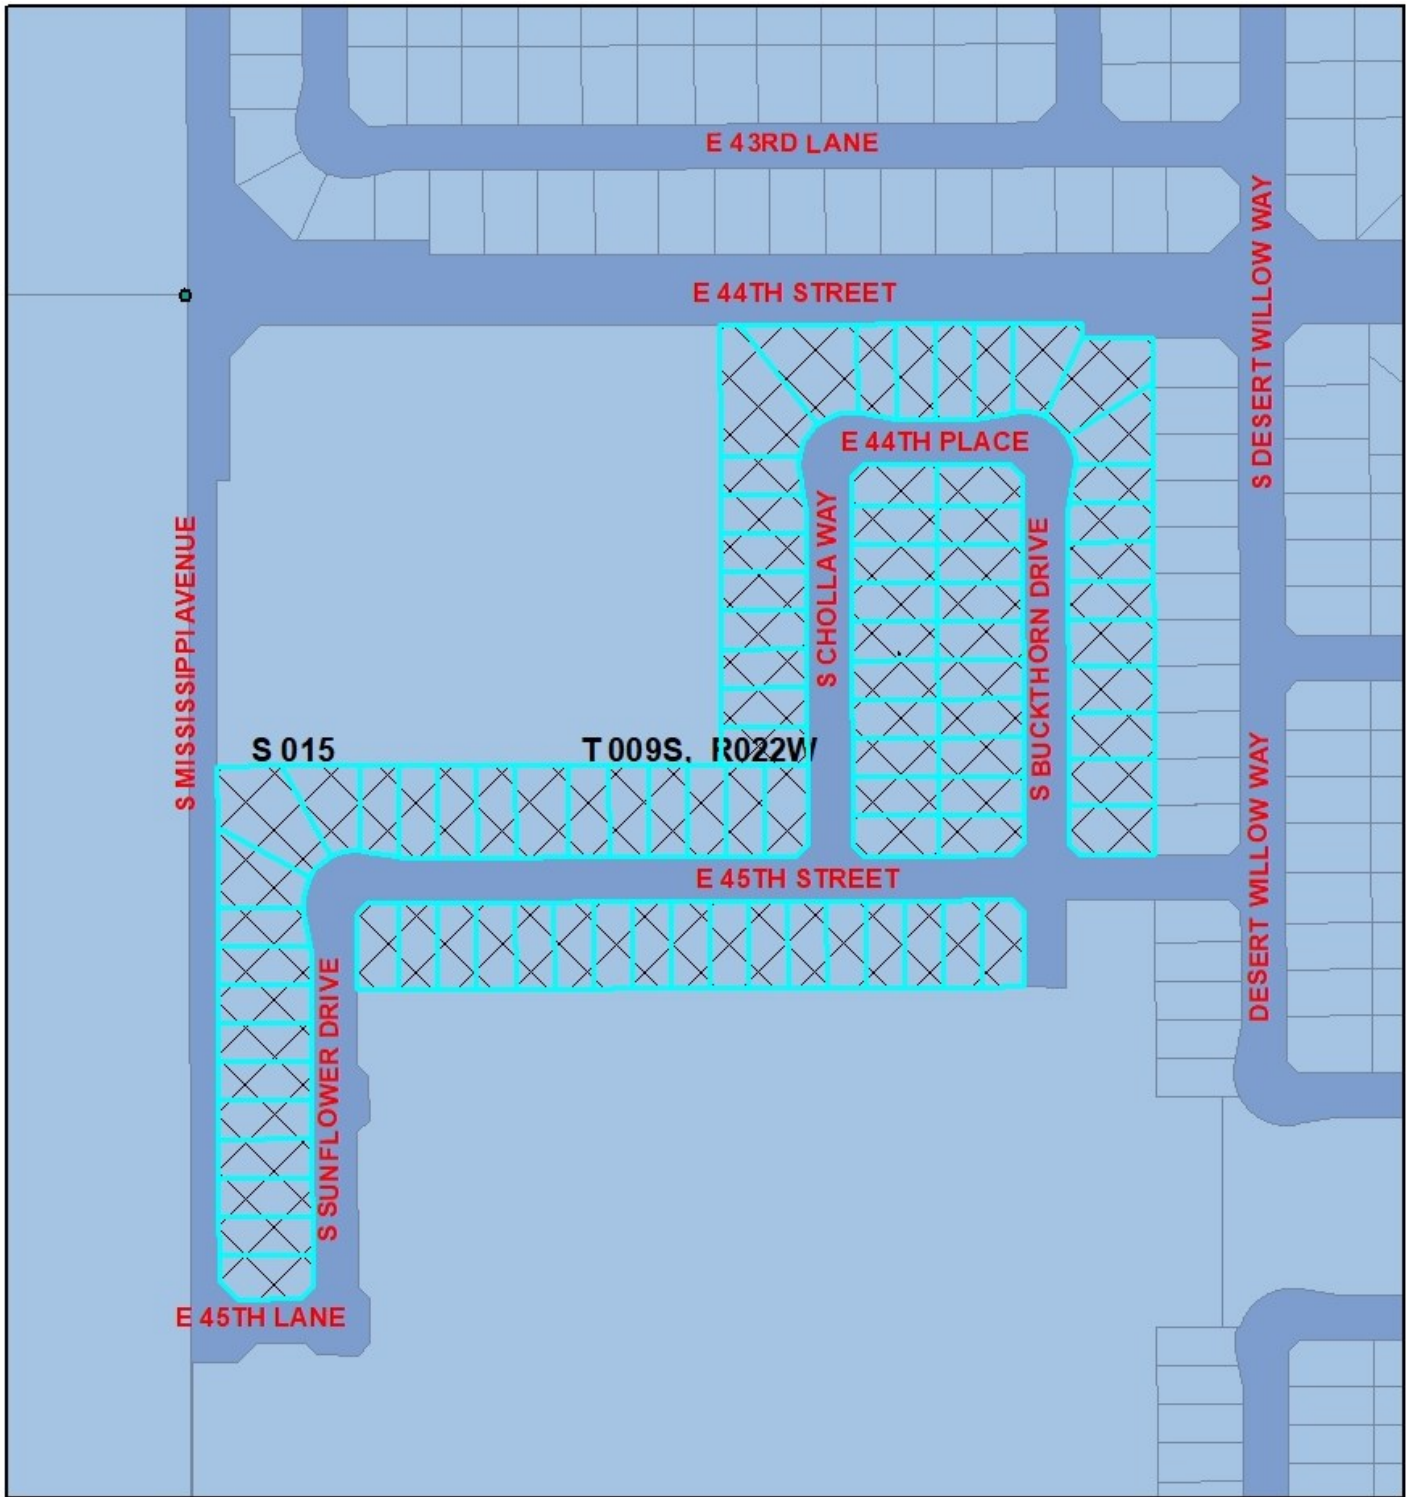 E 43RD LANE
S DESERT WILLOW WAY
E 44TH STREET
E 44TH PLACE
S CHOLLA WAY
S BUCKTHORN DRIVE
S MISSISSIPPI AVENUE
S 015
T 009S, R022W
DESERT WILLOW WAY
E 45TH STREET
S SUNFLOWER DRIVE
E 45TH LANE